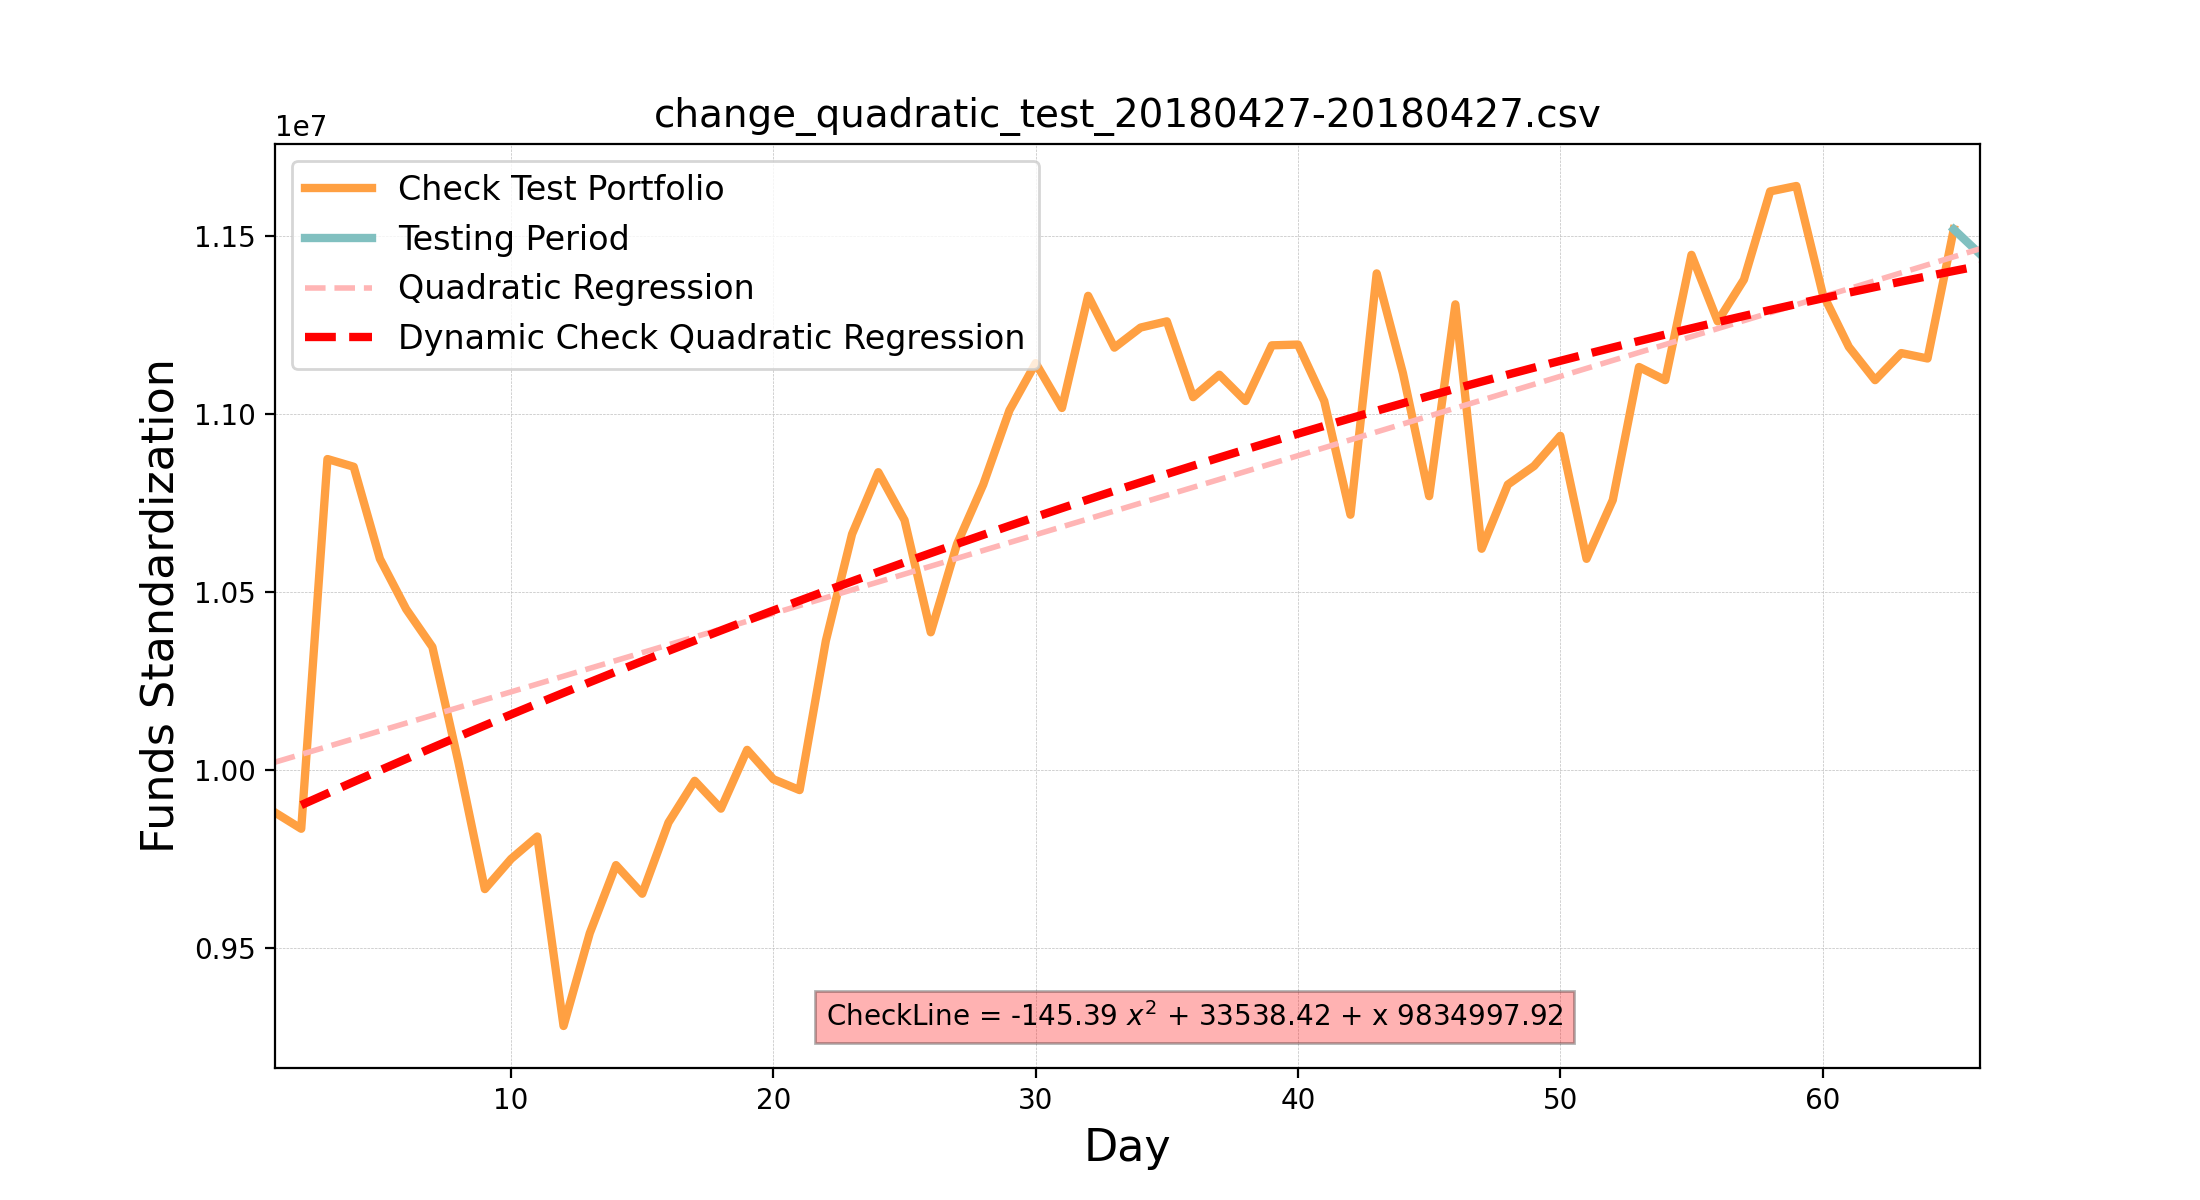 change_quadratic_test_20180427-20180427.csv
1e7
Check Test Portfolio
Testing Period
Quadratic Regression
Dynamic Check Quadratic Regression
1.15
1.10
1.05
1.00
0.95
Funds Standardization
CheckLine = -145.39 x² + 33538.42 + x 9834997.92
10 20 30 40 50 60
Day